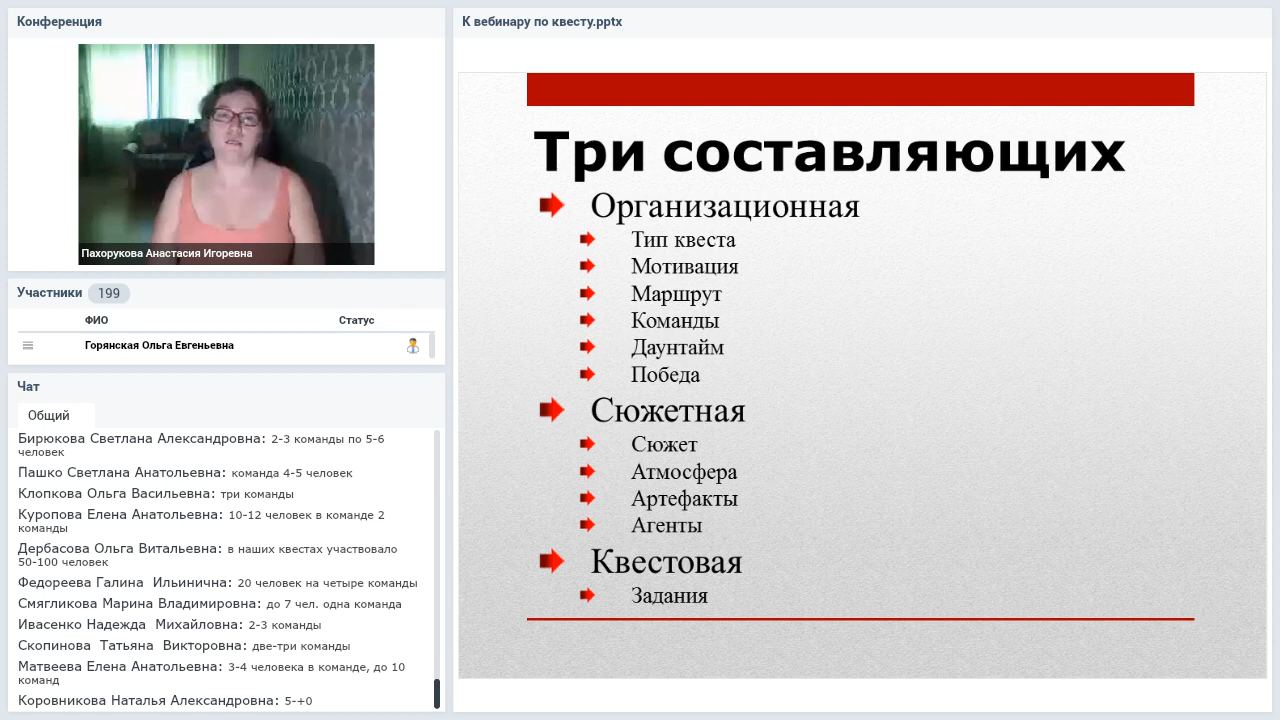 Конференция
Пахорукова Анастасия Игоревна
Участники 199
ФИО Статус
Горянская Ольга Евгеньевна
Чат
Общий
Бирюкова Светлана Александровна: 2-3 команды по 5-6
человек
Пашко Светлана Анатольевна: команда 4-5 человек
Клопкова Ольга Васильевна: три команды
Куропова Елена Анатольевна: 10-12 человек в команде 2
команды
Дербасова Ольга Витальевна: в наших квестах участвовало
50-100 человек
Федореева Галина  Ильинична: 20 человек на четыре команды
Смягликова Марина Владимировна: до 7 чел. одна команда
Ивасенко Надежда  Михайловна: 2-3 команды
Скопинова  Татьяна  Викторовна: две-три команды
Матвеева Елена Анатольевна: 3-4 человека в команде, до 10
команд
Коровникова Наталья Александровна: 5-+0
К вебинару по квесту.pptx
Три составляющих
Организационная
Тип квеста
Мотивация
Маршрут
Команды
Даунтайм
Победа
Сюжетная
Сюжет
Атмосфера
Артефакты
Агенты
Квестовая
Задания